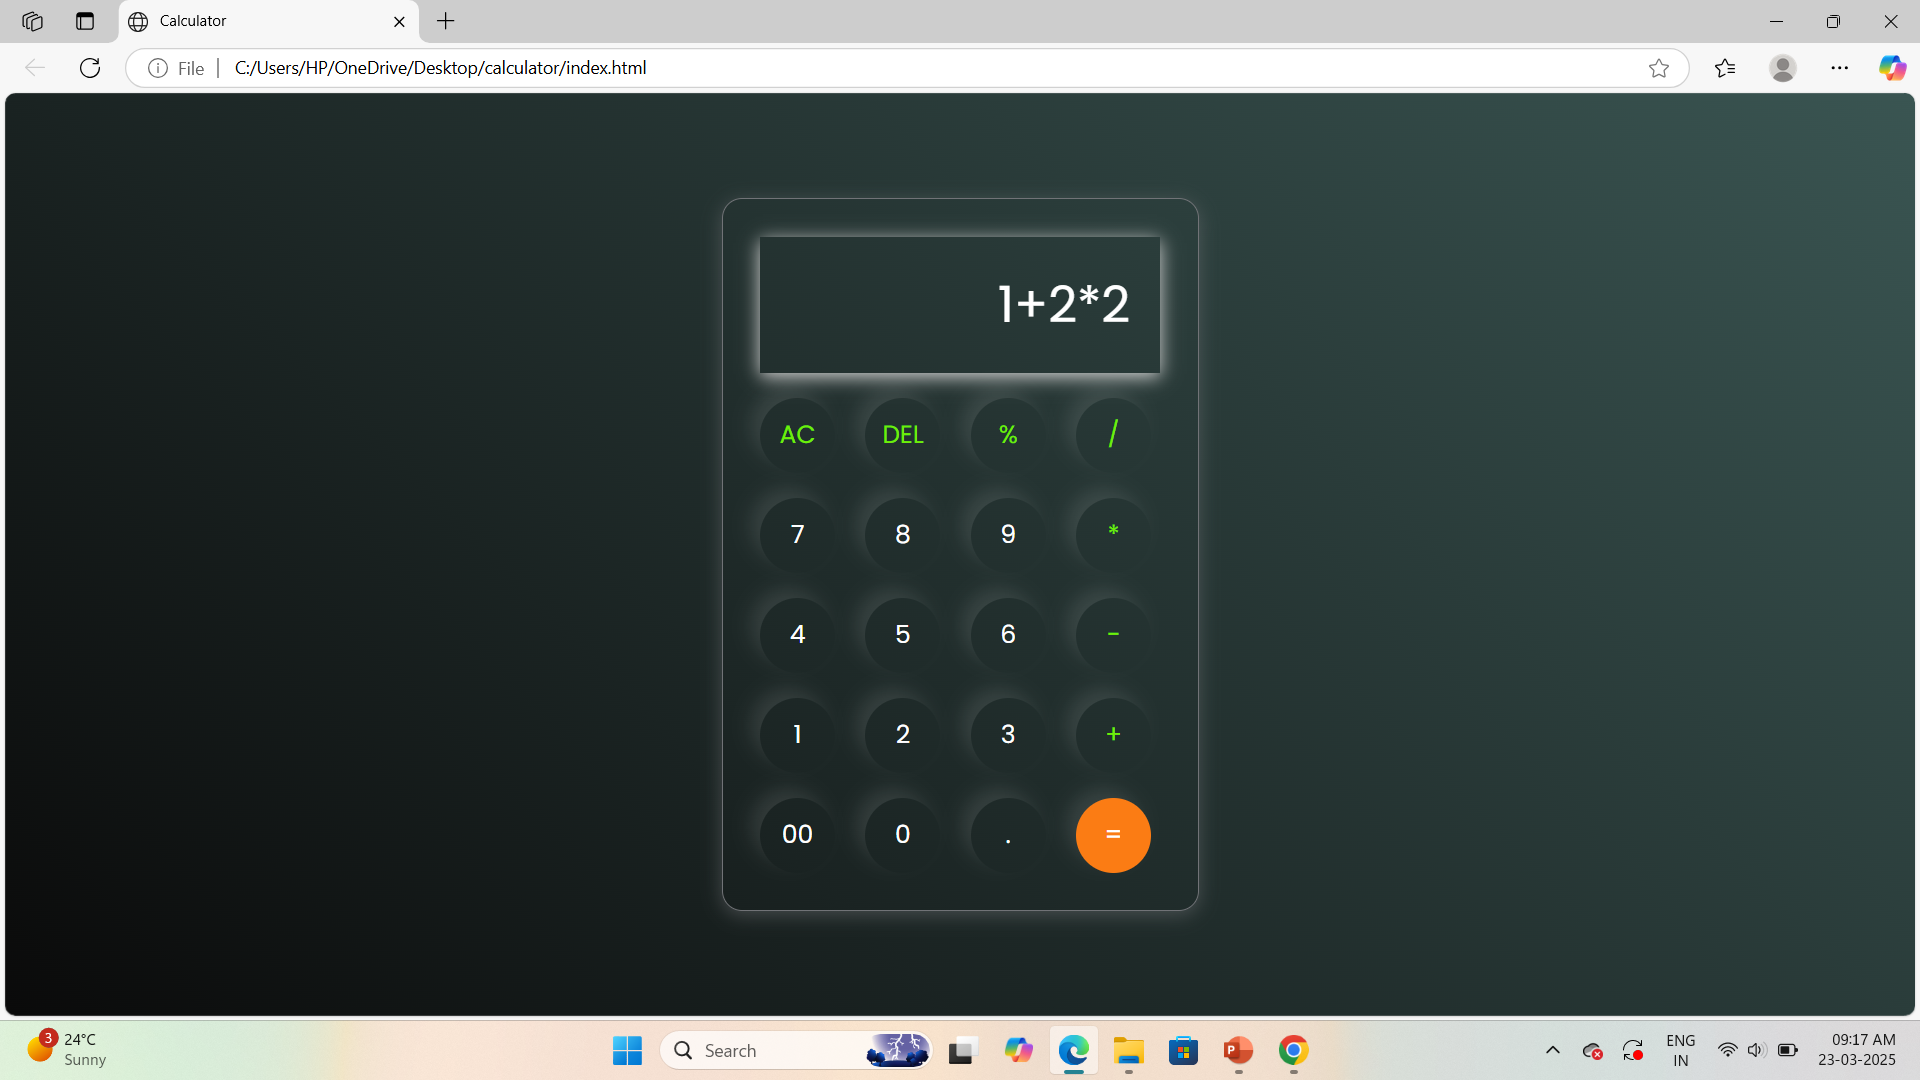 Calculator
File C:/Users/HP/OneDrive/Desktop/calculator/index.html
1+2*2
AC DEL % /
7 8 9 *
4 5 6 -
1 2 3 +
00 0 . =
3 24°C
Sunny
Search
P
ENG
IN
09:17 AM
23-03-2025